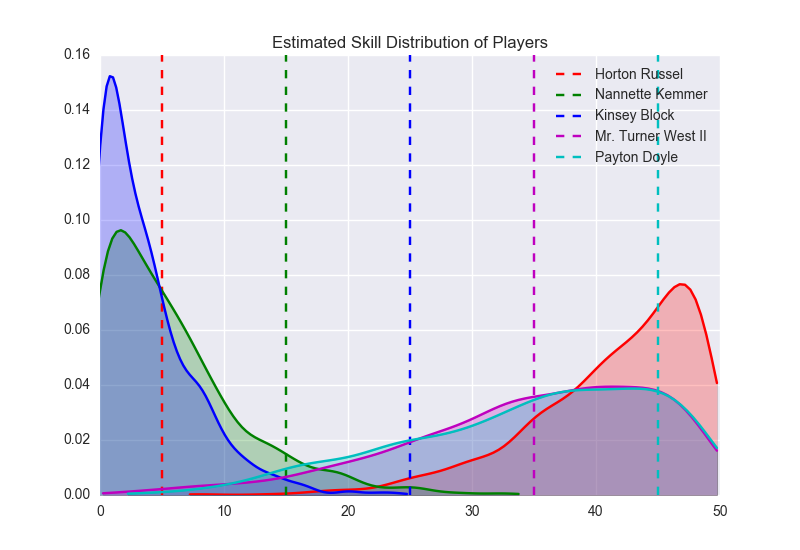 Estimated Skill Distribution of Players
0.16
0.14
0.12
0.10
0.08
0.06
0.04
0.02
0.00
0 10 20 30 40 50
Horton Russel
Nannette Kemmer
Kinsey Block
Mr. Turner West II
Payton Doyle